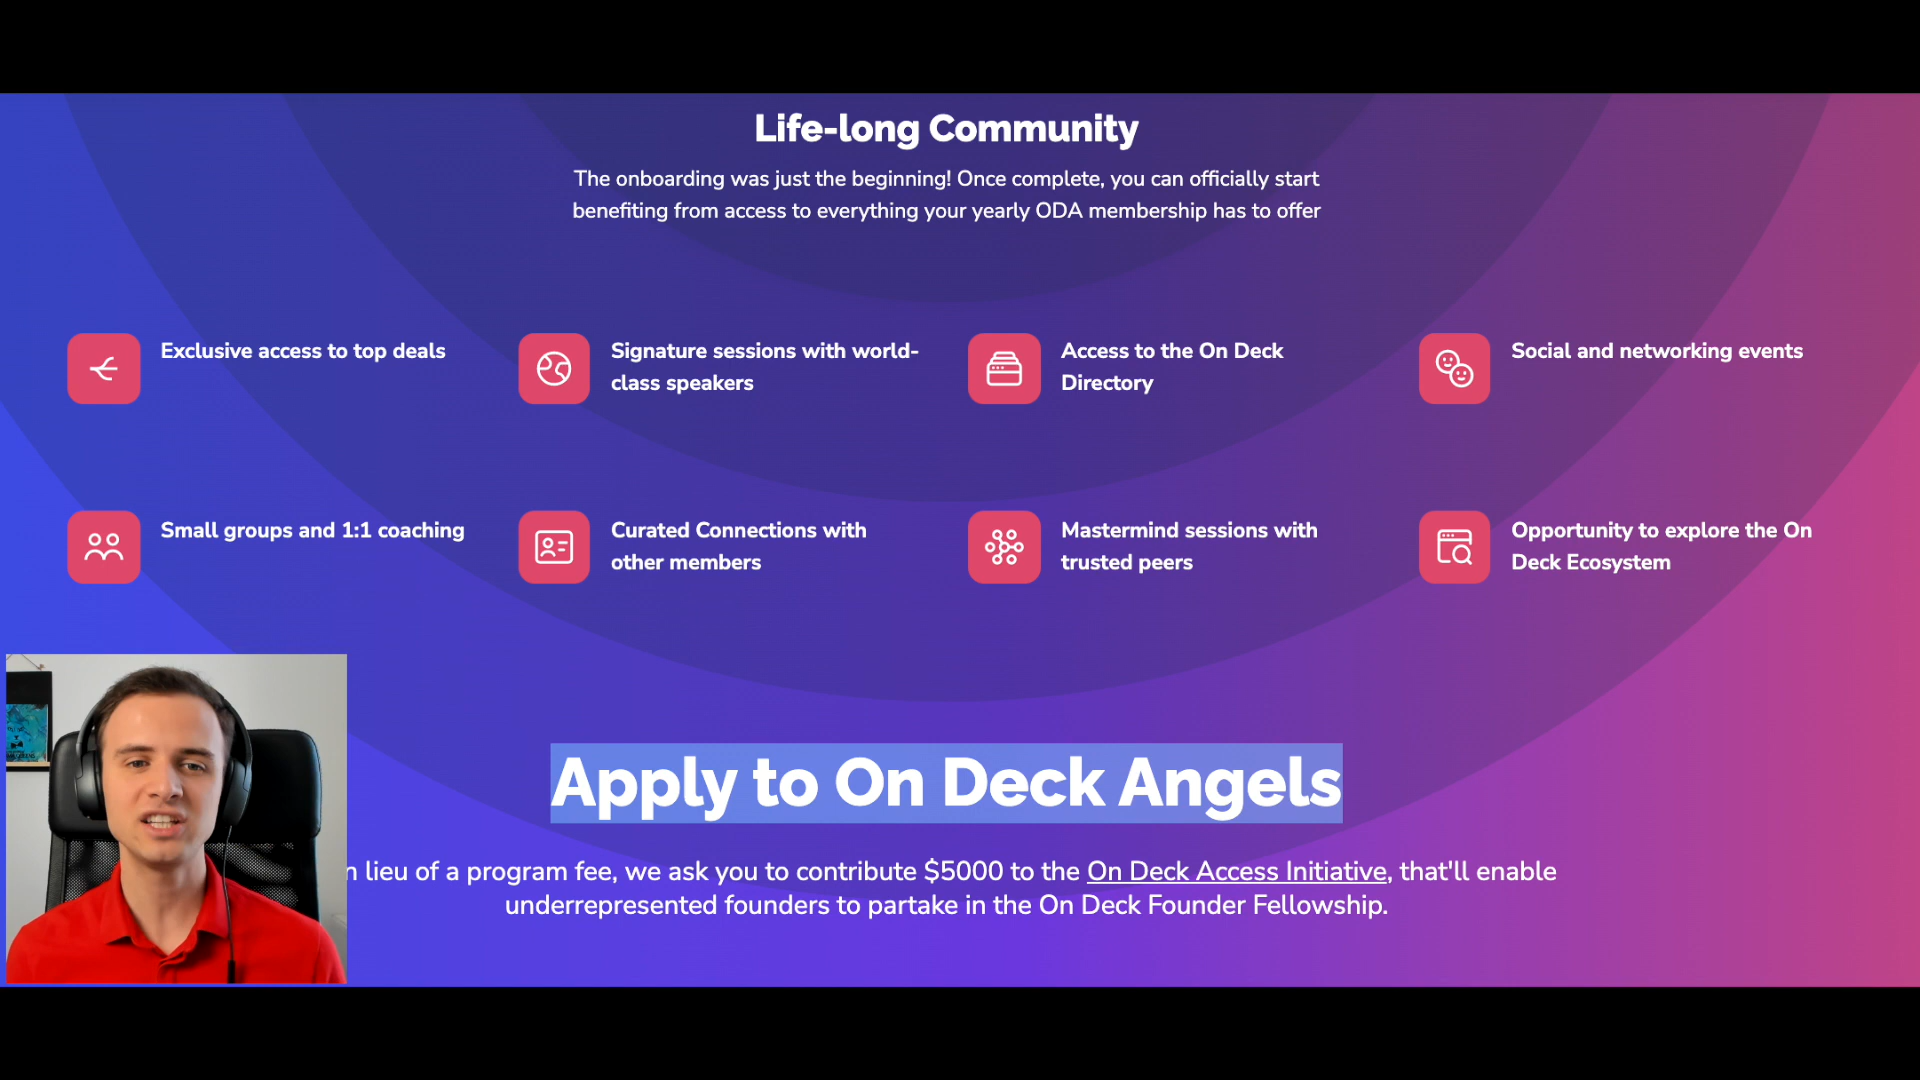 Life-long Community
The onboarding was just the beginning! Once complete, you can officially start
benefiting from access to everything your yearly ODA membership has to offer
Exclusive access to top deals
Signature sessions with world-
class speakers
Access to the On Deck
Directory
Social and networking events
Small groups and 1:1 coaching
Curated Connections with
other members
Mastermind sessions with
trusted peers
Opportunity to explore the On
Deck Ecosystem
Apply to On Deck Angels
n lieu of a program fee, we ask you to contribute $5000 to the On Deck Access Initiative, that'll enable
underrepresented founders to partake in the On Deck Founder Fellowship.